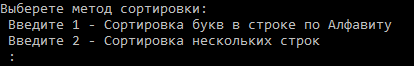 Выберете метод сортировки:
Введите 1 - Сортировка букв в строке по Алфавиту
Введите 2 - Сортировка нескольких строк
: